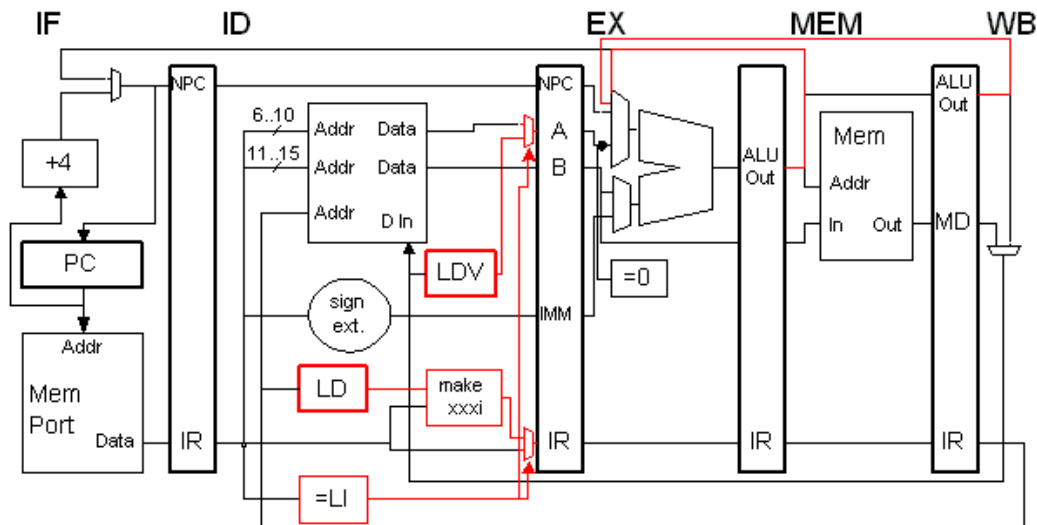 IF ID EX MEM WB
NPC
NPC
ALU
Out
6..10
Addr Data
A
Mem
+4
11..15
Addr Data
B
ALU
Out
Addr
Addr
D In
In Out
MD
PC
LDV
=0
sign
ext.
IMM
Addr
Mem
Port
LD
make
xxxi
Data
IR
IR
IR
IR
=LI